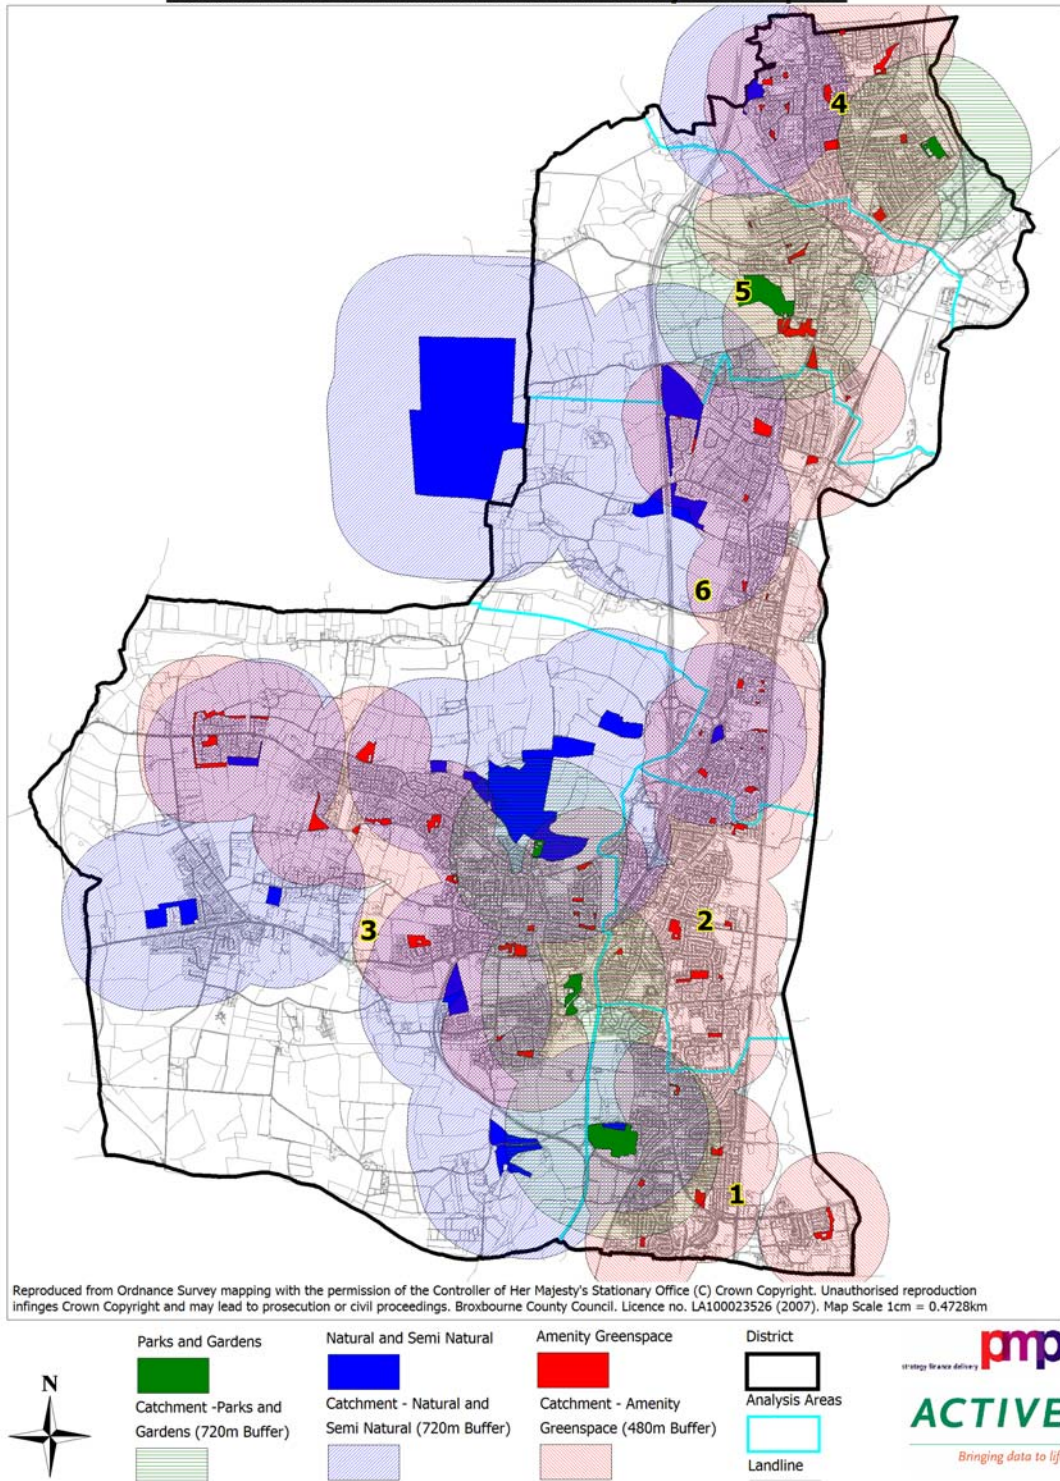 4
5
6
3
2
1
Reproduced from Ordnance Survey mapping with the permission of the Controller of Her Majesty's Stationary Office (C) Crown Copyright. Unauthorised reproduction
infinges Crown Copyright and may lead to prosecution or civil proceedings. Broxbourne County Council. Licence no. LA100023526 (2007). Map Scale 1cm = 0.4728km
N
Parks and Gardens
Catchment -Parks and
Gardens (720m Buffer)
Natural and Semi Natural
Catchment - Natural and
Semi Natural (720m Buffer)
Amenity Greenspace
Catchment - Amenity
Greenspace (480m Buffer)
District
Analysis Areas
Landline
strategy finance delivery pmp
ACTIVE
Bringing data to lif